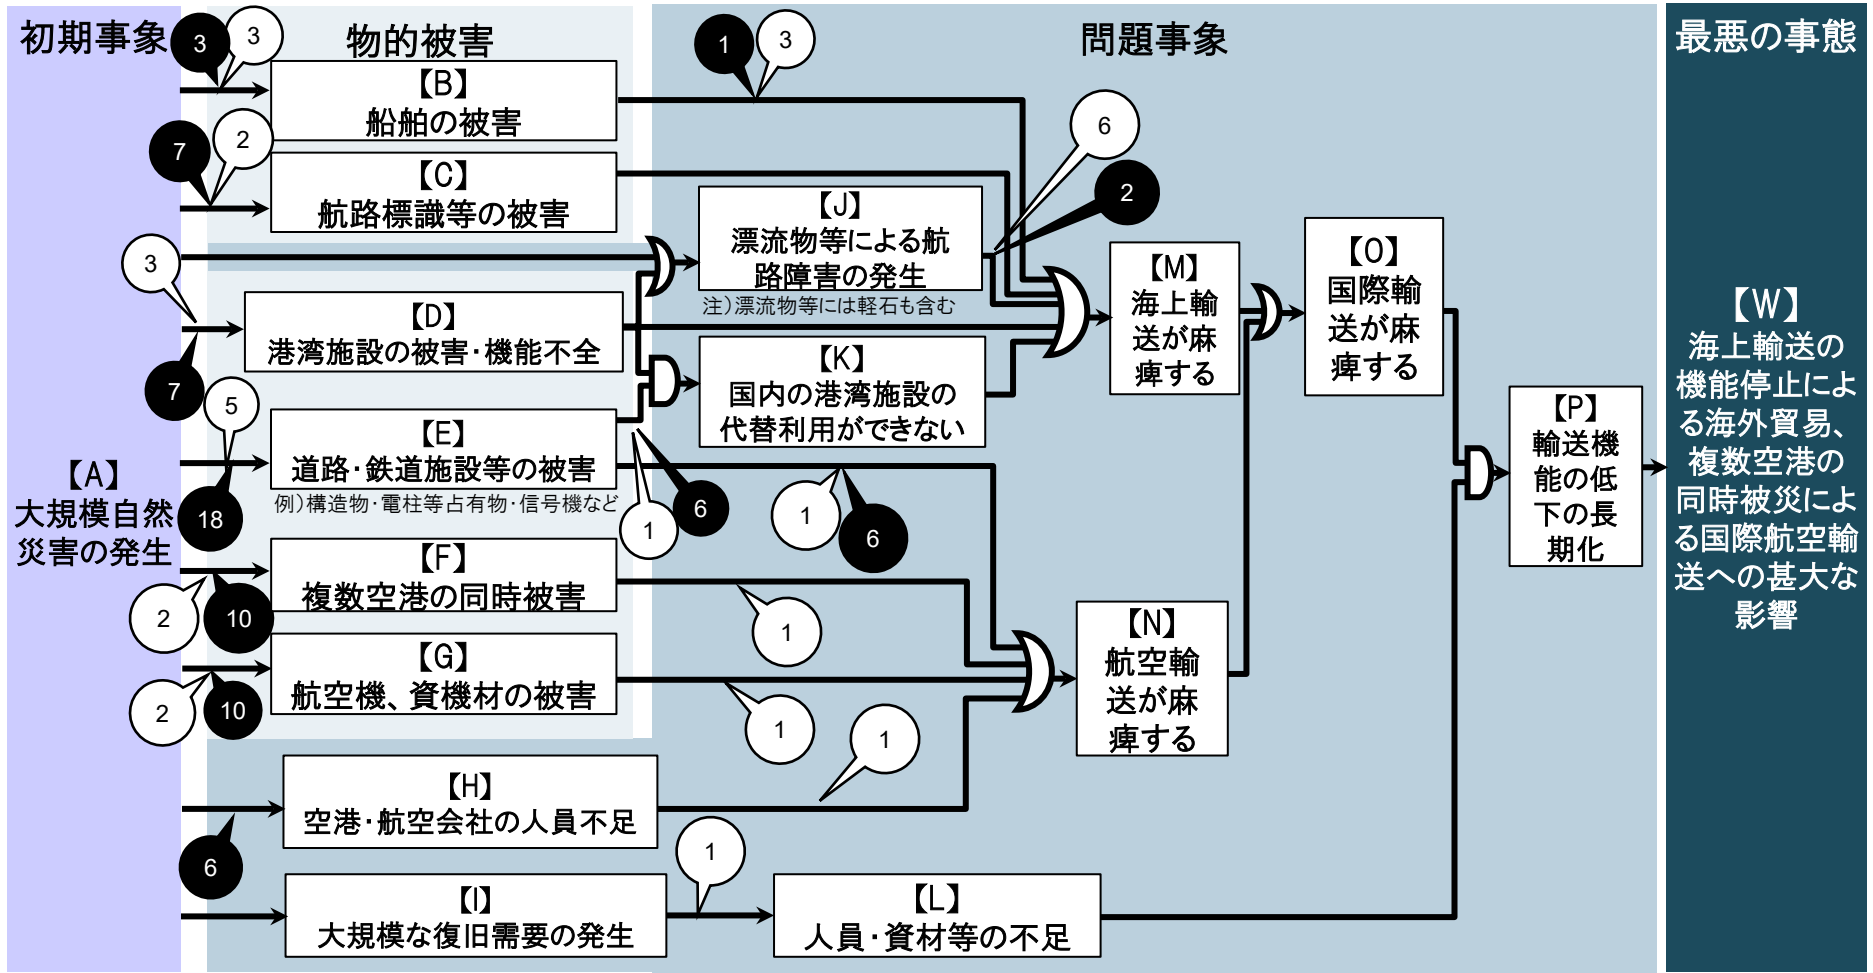 初期事象
物的被害
問題事象
最悪の事態
3
3
1
3
【B】
船舶の被害
7
2
【C】
航路標識等の被害
6
2
【J】
漂流物等による航
路障害の発生
注)漂流物等には軽石も含む
3
【D】
港湾施設の被害・機能不全
7
【K】
国内の港湾施設の
代替利用ができない
【M】
海上輸
送が麻
痺する
【O】
国際輸
送が麻
痺する
5
【E】
道路・鉄道施設等の被害
例)構造物・電柱等占有物・信号機など
18
1
6
1
6
【A】
大規模自然
災害の発生
【F】
複数空港の同時被害
2
10
1
【G】
航空機、資機材の被害
2
10
1
【N】
航空輸
送が麻
痺する
【P】
輸送機
能の低
下の長
期化
【W】
海上輸送の
機能停止によ
る海外貿易、
複数空港の
同時被災によ
る国際航空輸
送への甚大な
影響
1
【H】
空港・航空会社の人員不足
6
1
【I】
大規模な復旧需要の発生
【L】
人員・資材等の不足